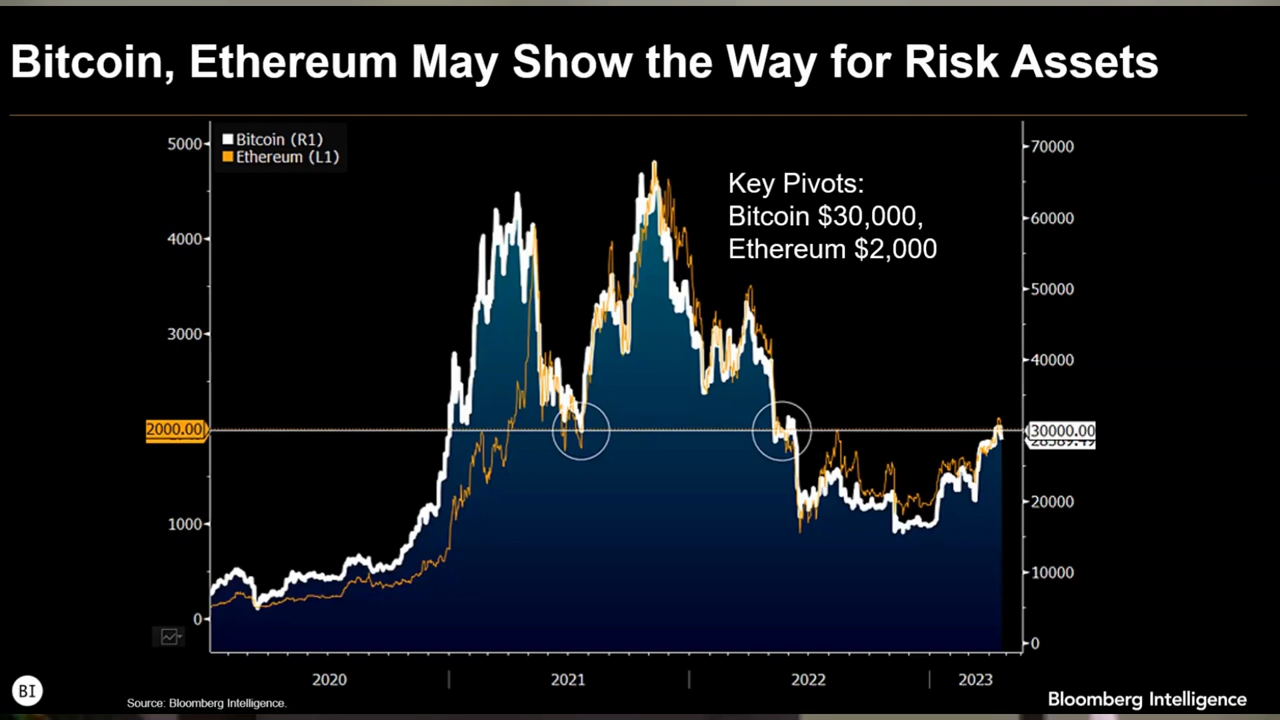 Bitcoin, Ethereum May Show the Way for Risk Assets
Bitcoin (R1)
Ethereum (L1)
Key Pivots:
Bitcoin $30,000,
Ethereum $2,000
5000
4000
3000
2000.00
1000
0
70000
60000
50000
40000
30000.00
20000
10000
0
2020
2021
2022
2023
BI
Source: Bloomberg Intelligence.
Bloomberg Intelligence